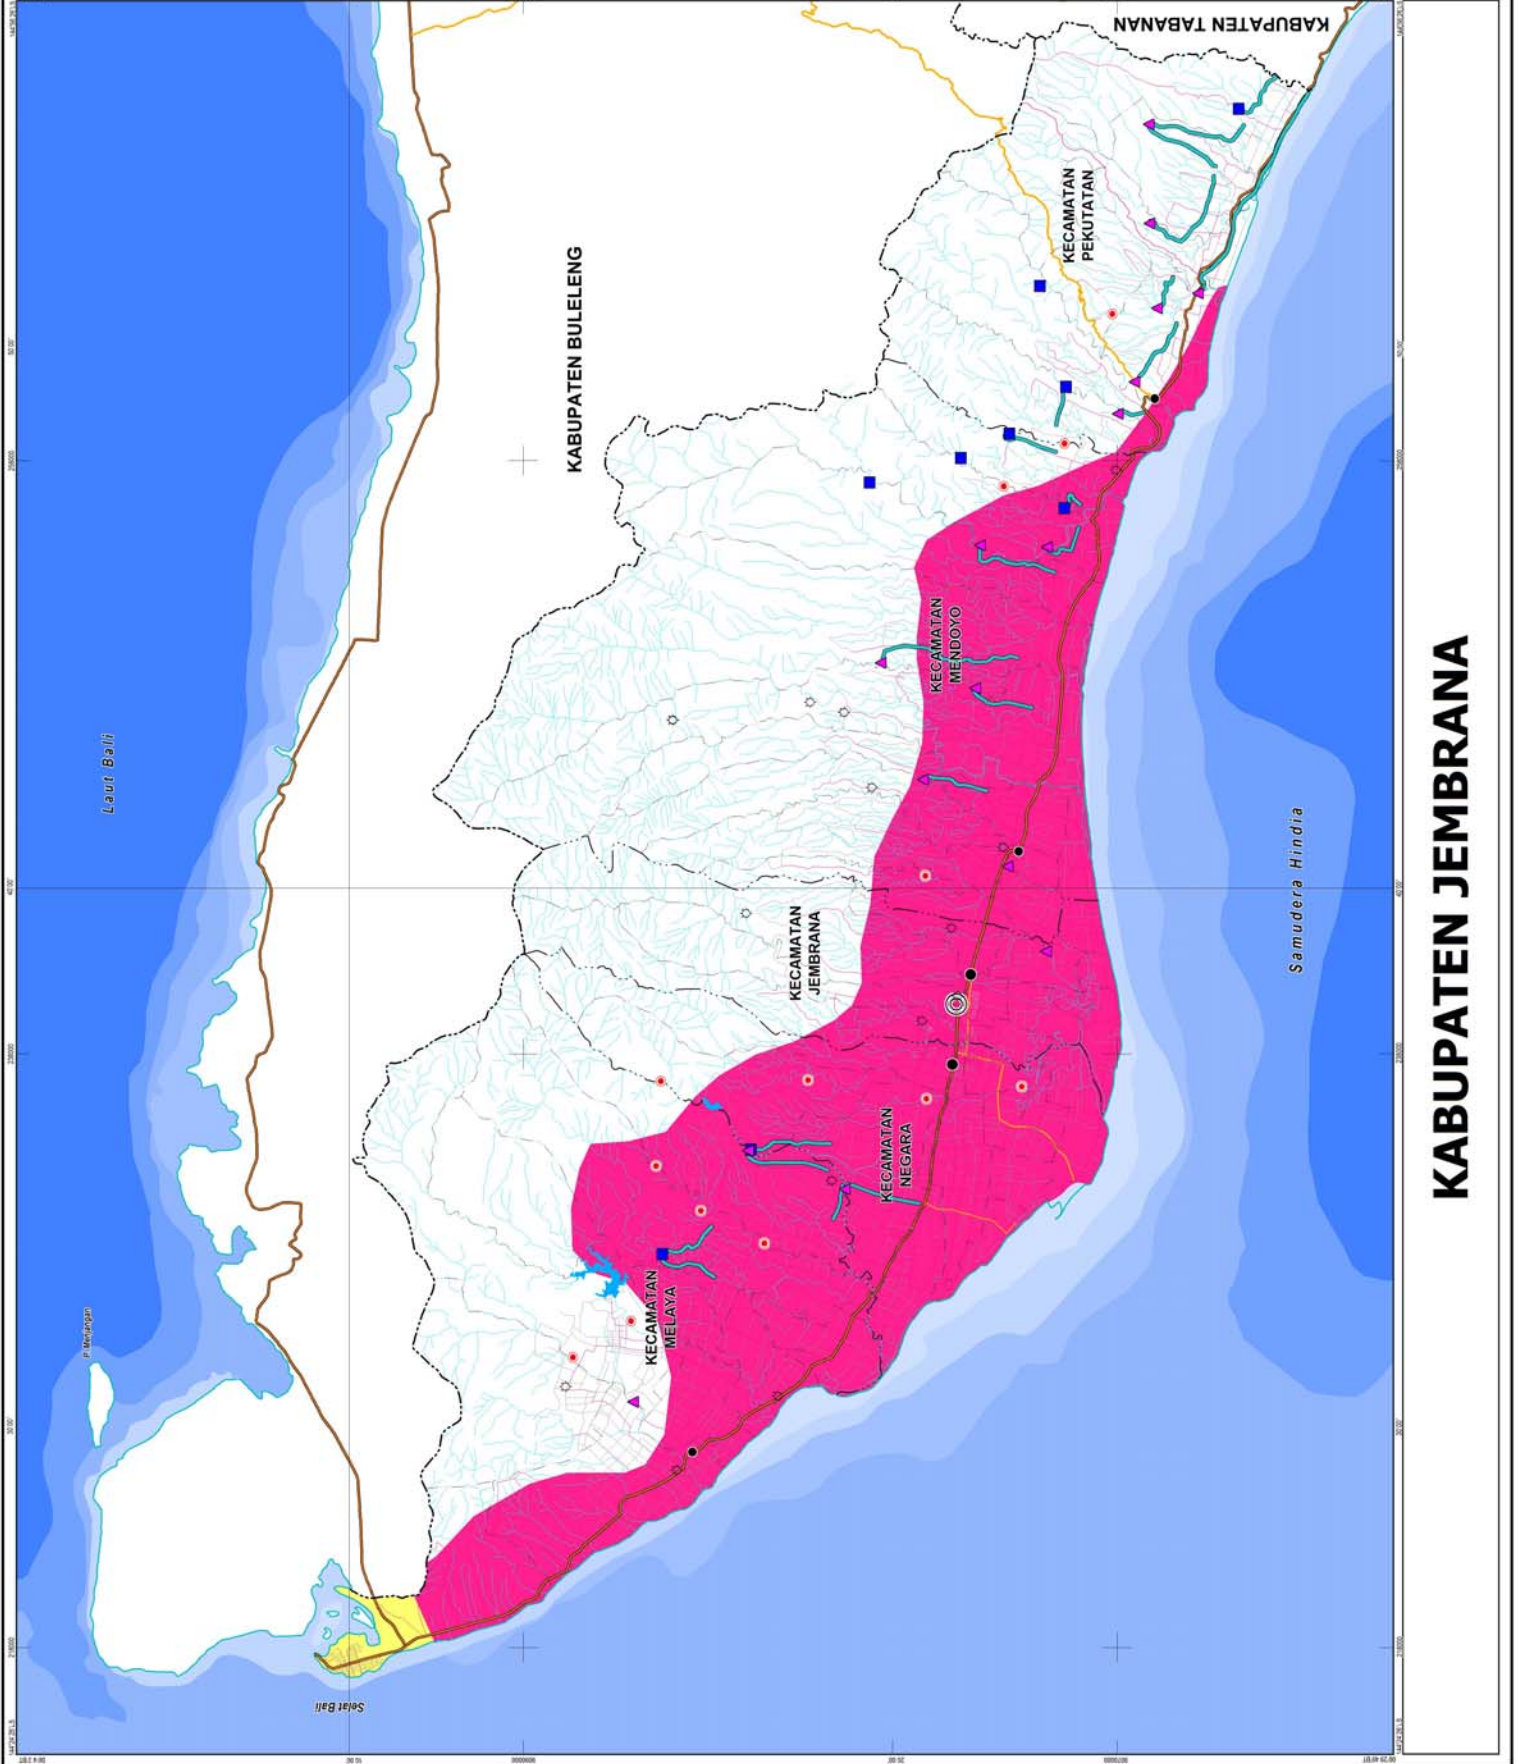 KABUPATEN JEMBRANA
Laut Bali
P. Menjangan
Selat Bali
Samudera Hindia
KABUPATEN BULELENG
KABUPATEN TABANAN
KECAMATAN
MELAYA
KECAMATAN
NEGARA
KECAMATAN
JEMBRANA
KECAMATAN
MENDOYO
KECAMATAN
PEKUTATAN